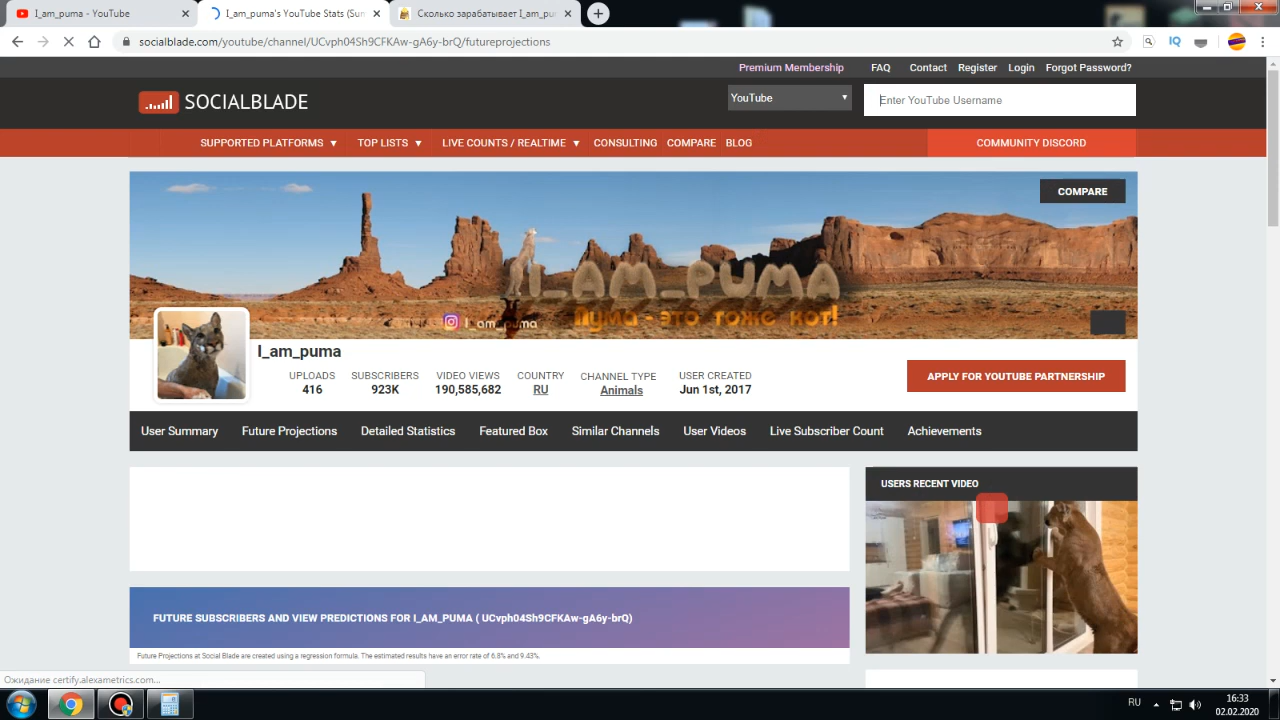 I_am_puma - YouTube
I_am_puma's YouTube Stats (Sum
Сколько зарабатывает I_am_pu
socialblade.com/youtube/channel/UCvph04Sh9CFKAw-gA6y-brQ/futureprojections
Premium Membership FAQ Contact Register Login Forgot Password?
SOCIALBLADE
YouTube
Enter YouTube Username
SUPPORTED PLATFORMS TOP LISTS LIVE COUNTS / REALTIME CONSULTING COMPARE BLOG
COMMUNITY DISCORD
COMPARE
I_AM_PUMA
Пума - это тоже кот!
I_am_puma
I_am_puma
UPLOADS SUBSCRIBERS VIDEO VIEWS COUNTRY CHANNEL TYPE USER CREATED
416 923K 190,585,682 RU Animals Jun 1st, 2017
APPLY FOR YOUTUBE PARTNERSHIP
User Summary Future Projections Detailed Statistics Featured Box Similar Channels User Videos Live Subscriber Count Achievements
USERS RECENT VIDEO
FUTURE SUBSCRIBERS AND VIEW PREDICTIONS FOR I_AM_PUMA ( UCvph04Sh9CFKAw-gA6y-brQ)
Future Projections at Social Blade are created using a regression formula. The estimated results have an error rate of 6.8% and 9.43%.
Ожидание certify.alexametrics.com...
RU
16:33
02.02.2020